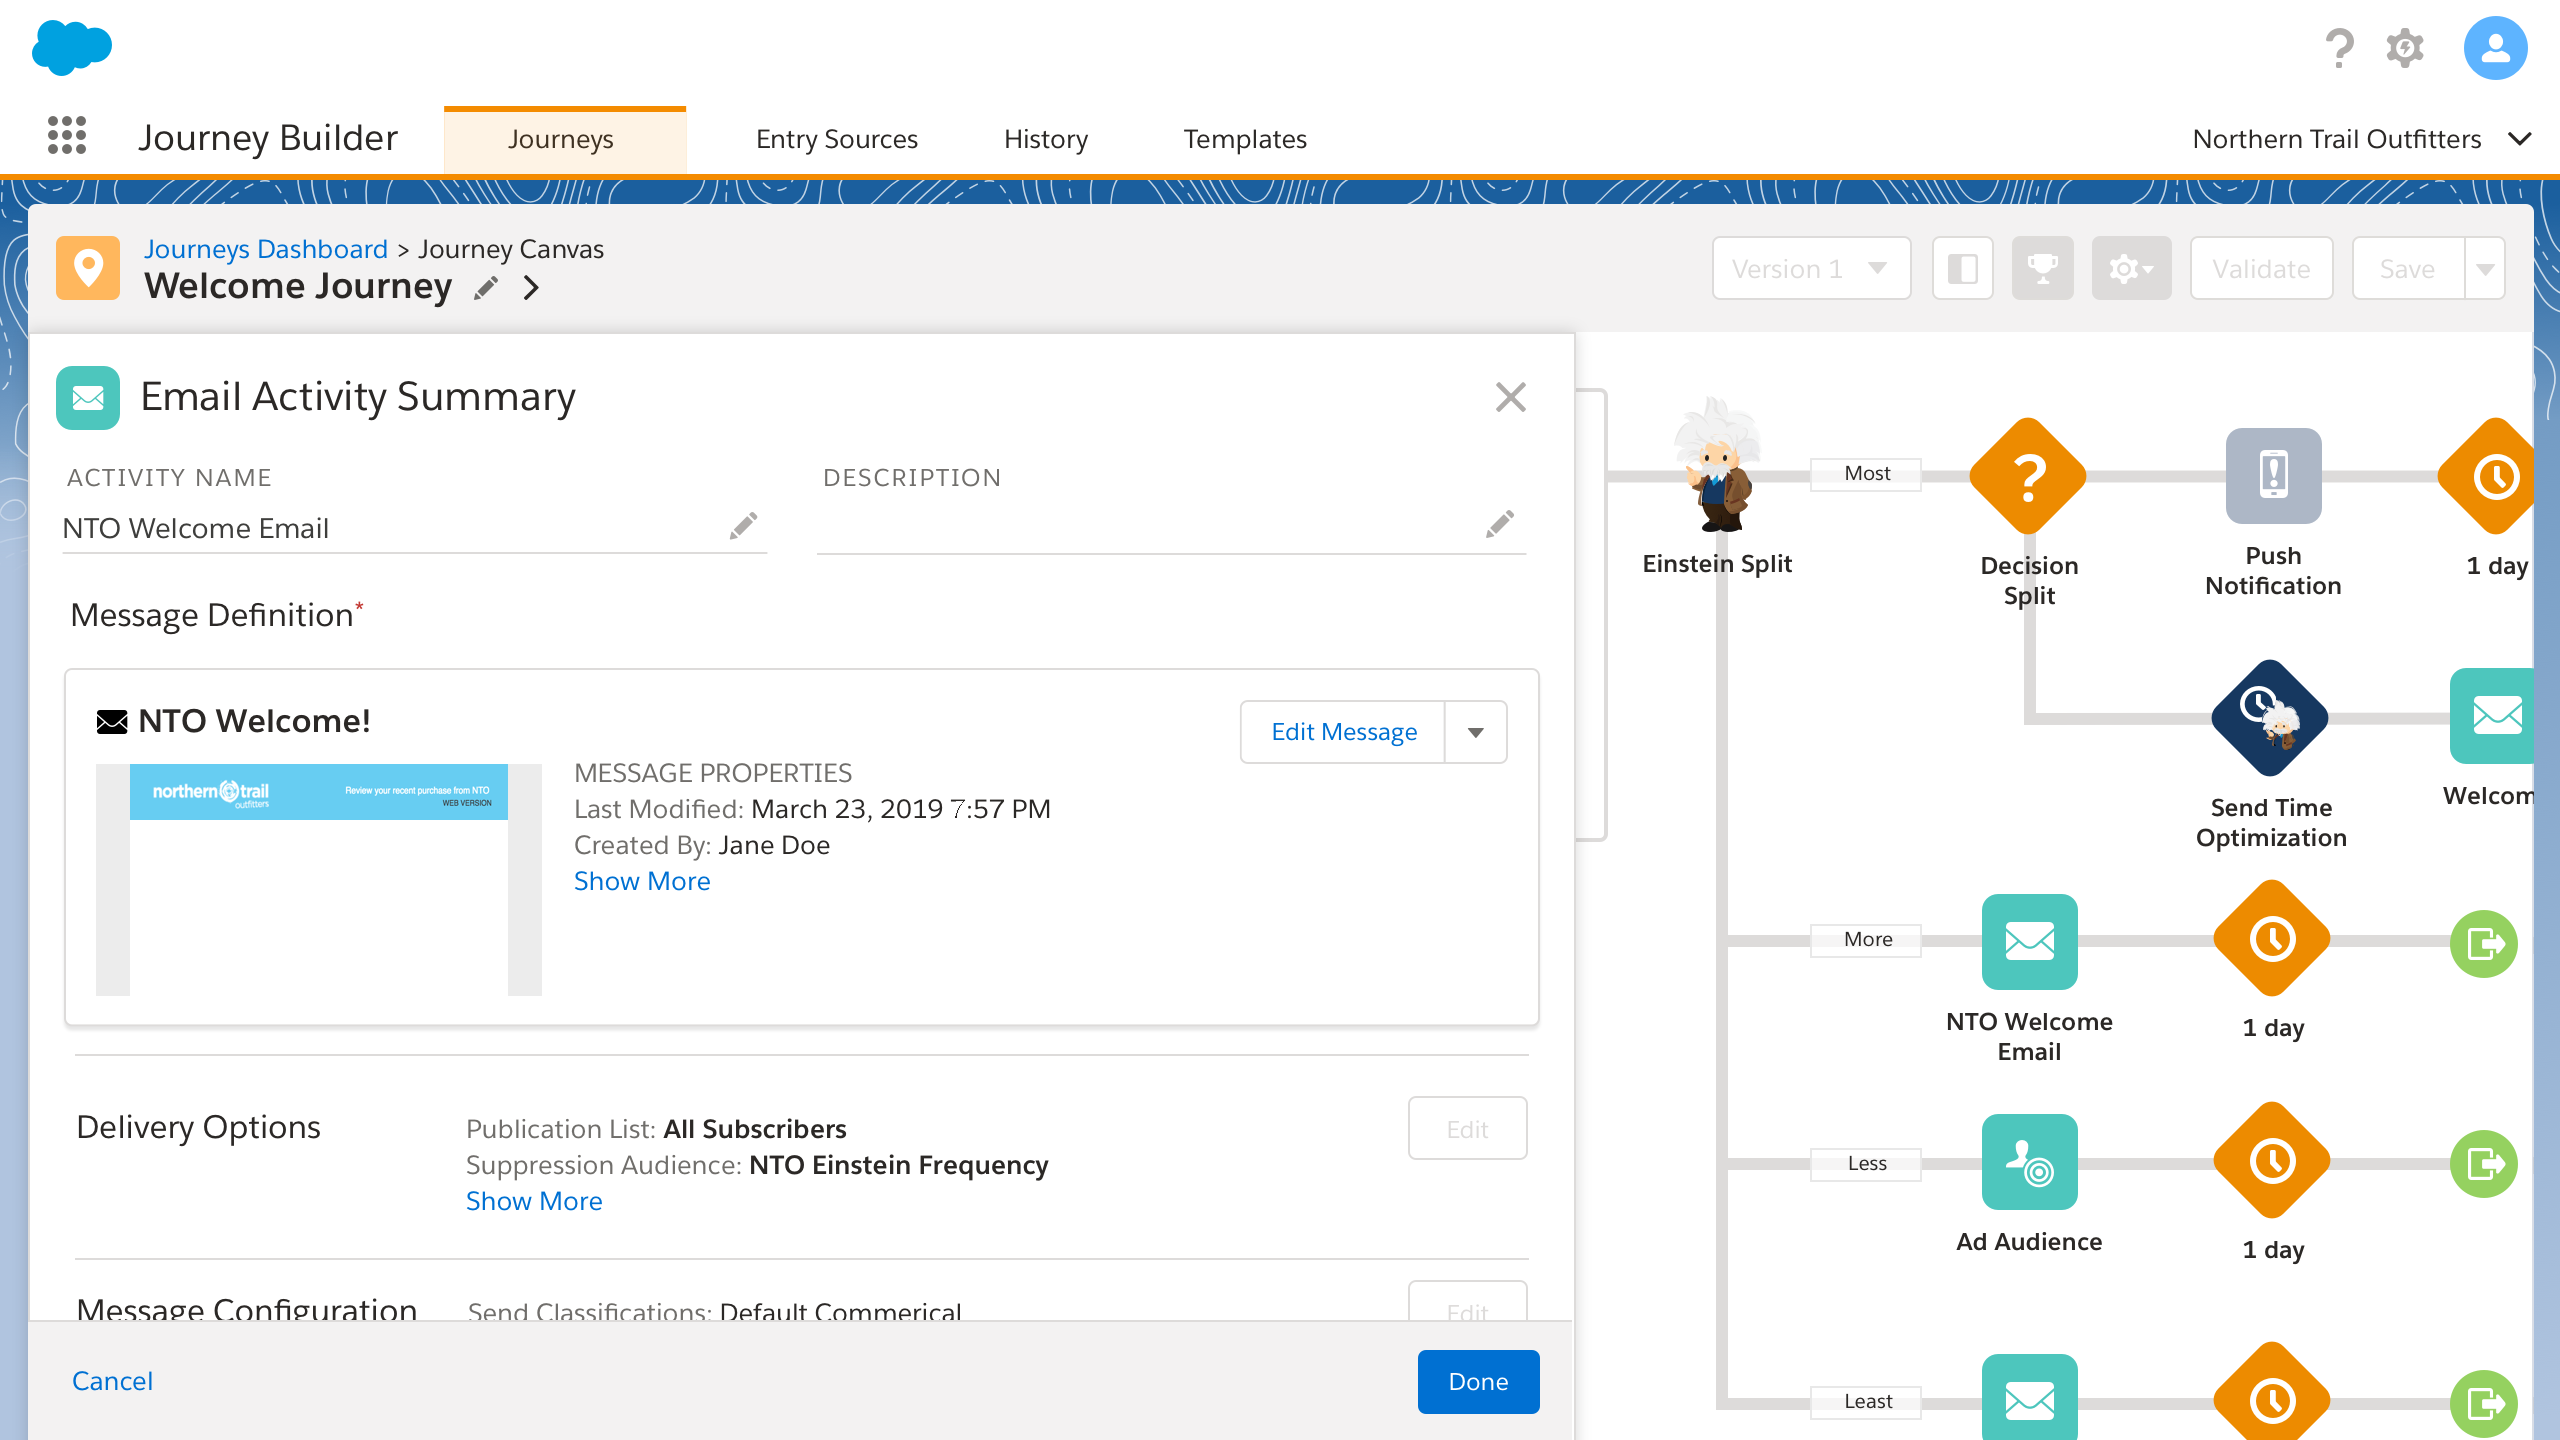 Journey Builder
Journeys
Entry Sources
History
Templates
Northern Trail Outfitters
Journeys Dashboard > Journey Canvas
Welcome Journey
Version 1
Validate
Save
Email Activity Summary
ACTIVITY NAME
DESCRIPTION
NTO Welcome Email
Message Definition*
NTO Welcome!
Edit Message
northern trail
outfitters
Review your recent purchase from NTO
WEB VERSION
MESSAGE PROPERTIES
Last Modified: March 23, 2019 7:57 PM
Created By: Jane Doe
Show More
Delivery Options
Publication List: All Subscribers
Suppression Audience: NTO Einstein Frequency
Show More
Edit
Message Configuration
Send Classifications: Default Commerical
Edit
Cancel
Done
Einstein Split
Most
Decision
Split
Push
Notification
1 day
Send Time
Optimization
Welcom
More
NTO Welcome
Email
1 day
Less
Ad Audience
1 day
Least